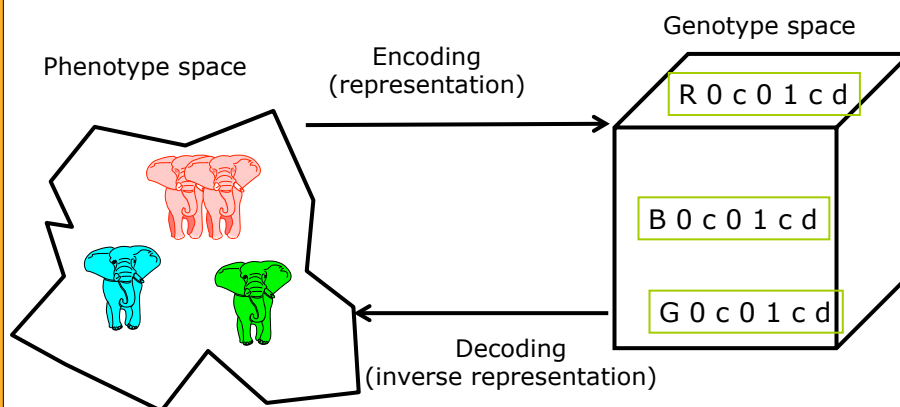 Phenotype space
Encoding
(representation)
Genotype space
R 0 c 0 1 c d
B 0 c 0 1 c d
G 0 c 0 1 c d
Decoding
(inverse representation)